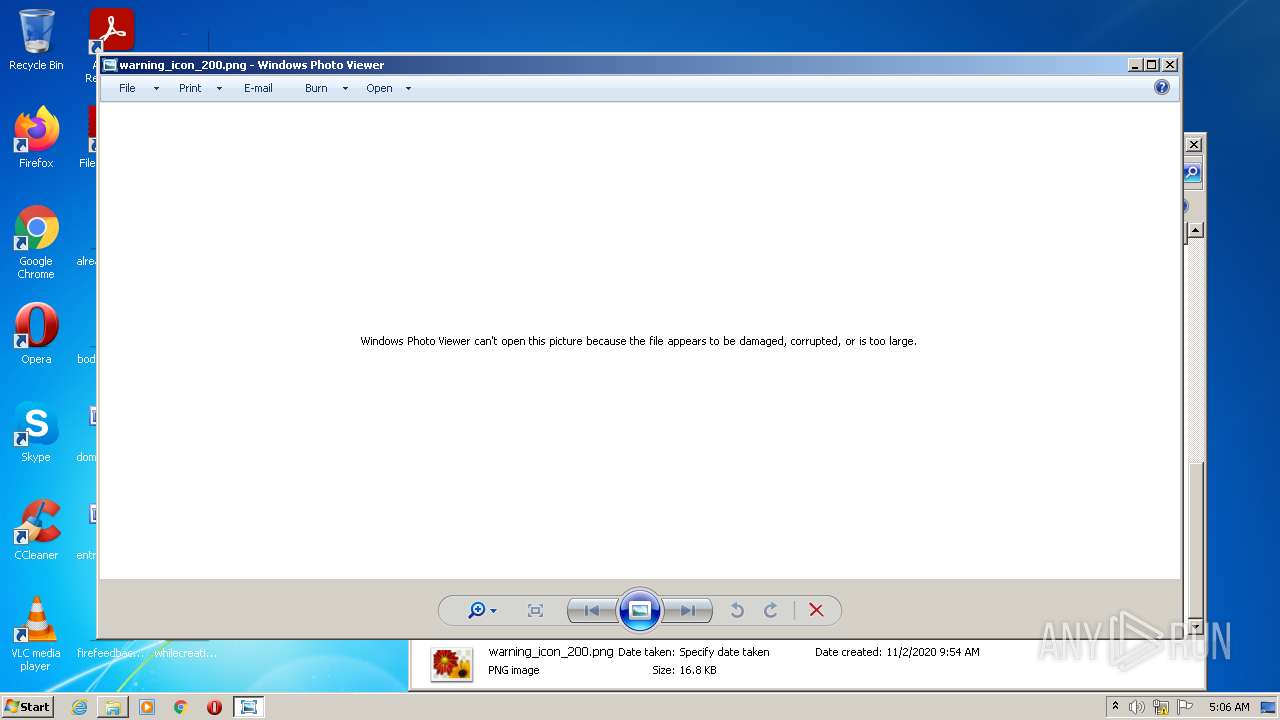 Recycle Bin
A
Re
warning_icon_200.png - Windows Photo Viewer
File Print E-mail Burn Open
Firefox
File
Google
Chrome
alrea
Windows Photo Viewer can't open this picture because the file appears to be damaged, corrupted, or is too large.
Opera
bod
Skype
dom
CCleaner
entr
VLC media
player
firefeedbac...
whilecreati...
warning_icon_200.png Date taken: Specify date taken Date created: 11/2/2020 9:54 AM
PNG image Size: 16.8 KB
ANY RUN
Start
5:06 AM